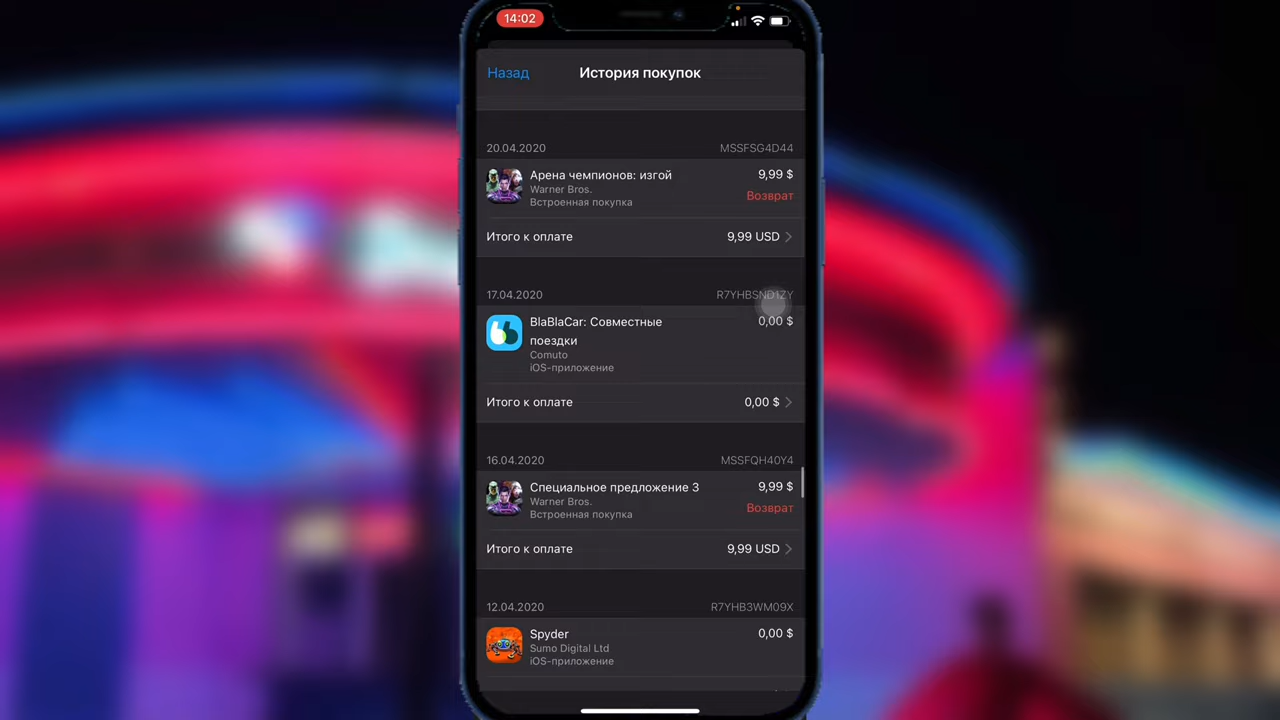 14:02
Назад
История покупок
20.04.2020
MSSFSG4D44
Арена чемпионов: изгой
9,99 $
Warner Bros.
Возврат
Встроенная покупка
Итого к оплате
9,99 USD
17.04.2020
R7YHBSND1ZY
BlaBlaCar: Совместные
поездки
0,00 $
Comuto
iOS-приложение
Итого к оплате
0,00 $
16.04.2020
MSSFQH40Y4
Специальное предложение 3
9,99 $
Warner Bros.
Возврат
Встроенная покупка
Итого к оплате
9,99 USD
12.04.2020
R7YHB3WM09X
Spyder
0,00 $
Sumo Digital Ltd
iOS-приложение